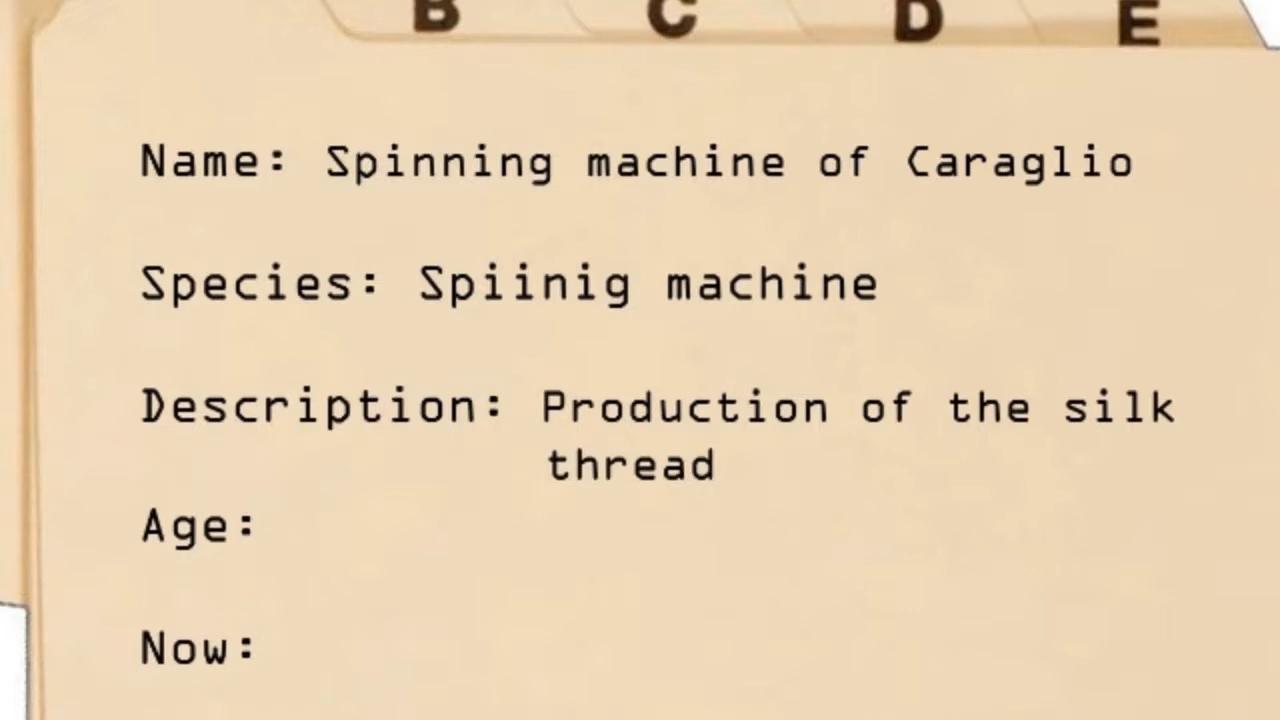 B C D E
Name: Spinning machine of Caraglio
Species: Spiinig machine
Description: Production of the silk
thread
Age:
Now: